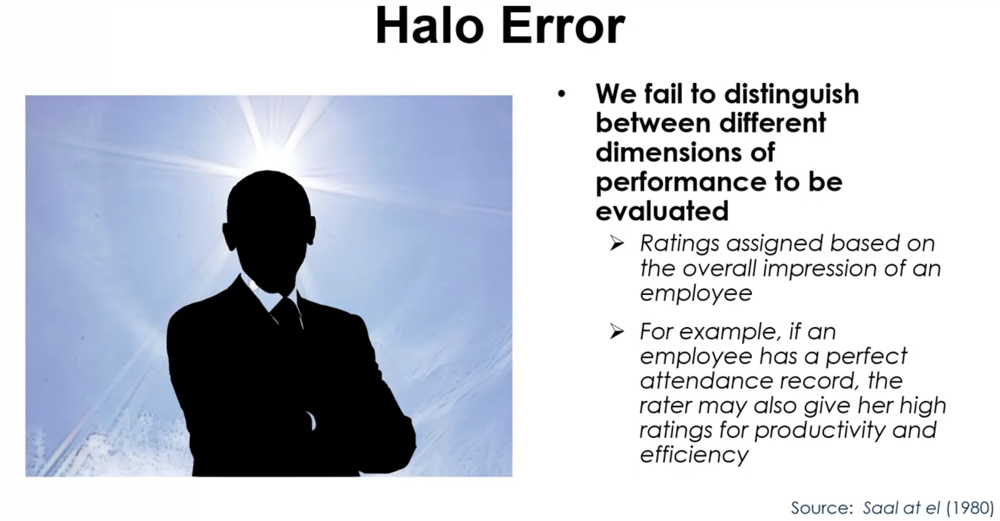 Halo Error
• We fail to distinguish
between different
dimensions of
performance to be
evaluated
➢ Ratings assigned based on
the overall impression of an
employee
➢ For example, if an
employee has a perfect
attendance record, the
rater may also give her high
ratings for productivity and
efficiency
Source: Saal at el (1980)